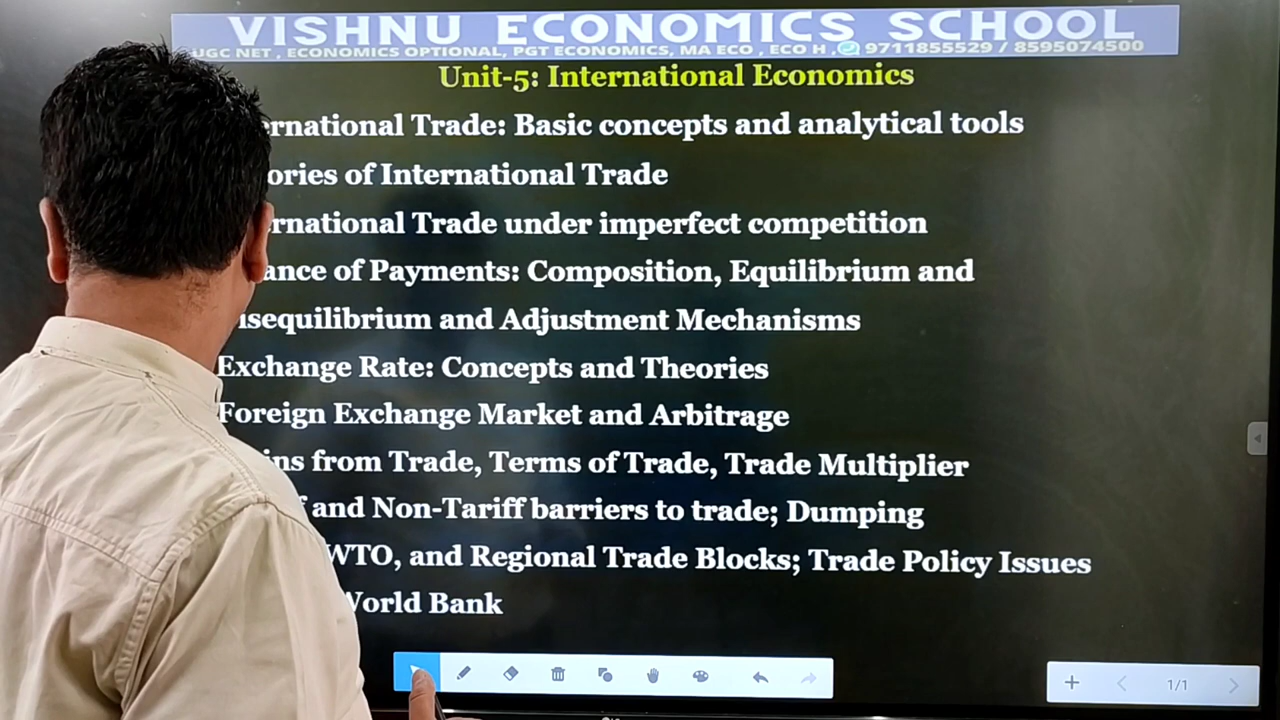 VISHNU ECONOMICS SCHOOL
UGC NET , ECONOMICS OPTIONAL, PGT ECONOMICS, MA ECO , ECO H , 9711855529 / 8595074500
Unit-5: International Economics
ernational Trade: Basic concepts and analytical tools
ories of International Trade
ernational Trade under imperfect competition
ance of Payments: Composition, Equilibrium and
isequilibrium and Adjustment Mechanisms
Exchange Rate: Concepts and Theories
Foreign Exchange Market and Arbitrage
ins from Trade, Terms of Trade, Trade Multiplier
f and Non-Tariff barriers to trade; Dumping
WTO, and Regional Trade Blocks; Trade Policy Issues
World Bank
1/1